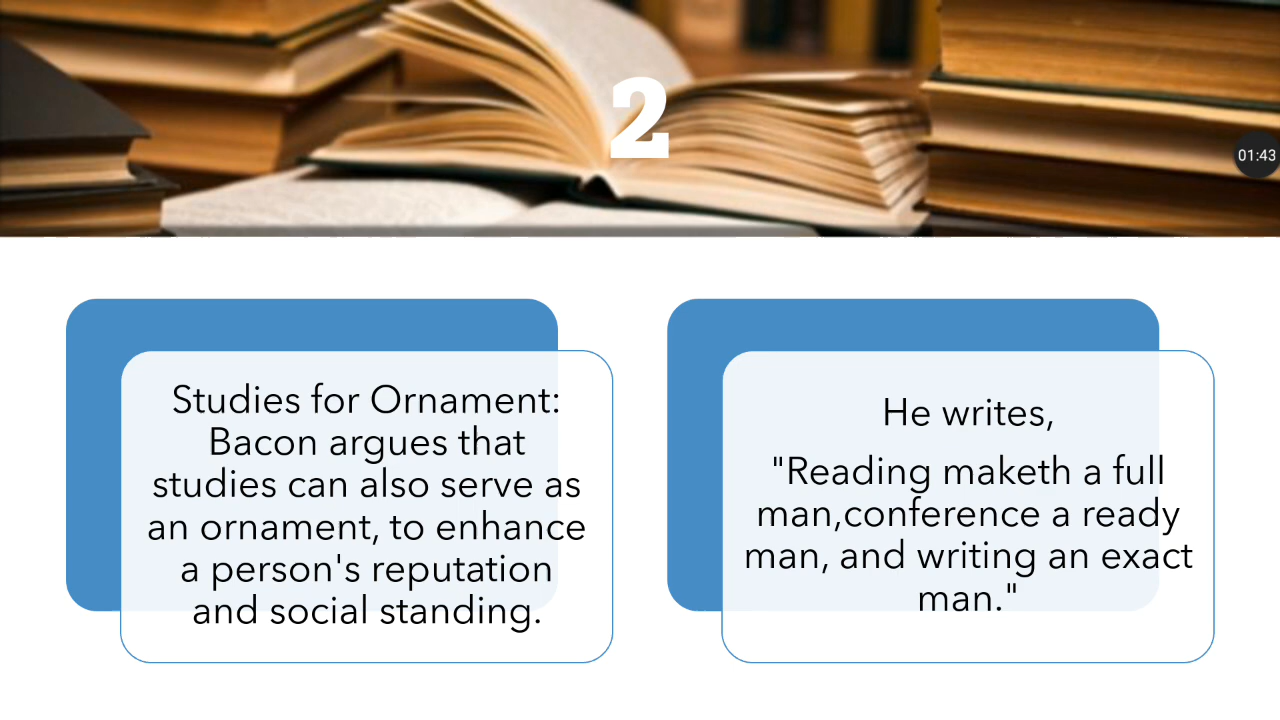 2
01:43
Studies for Ornament:
Bacon argues that
studies can also serve as
an ornament, to enhance
a person's reputation
and social standing.
He writes,
"Reading maketh a full
man,conference a ready
man, and writing an exact
man."